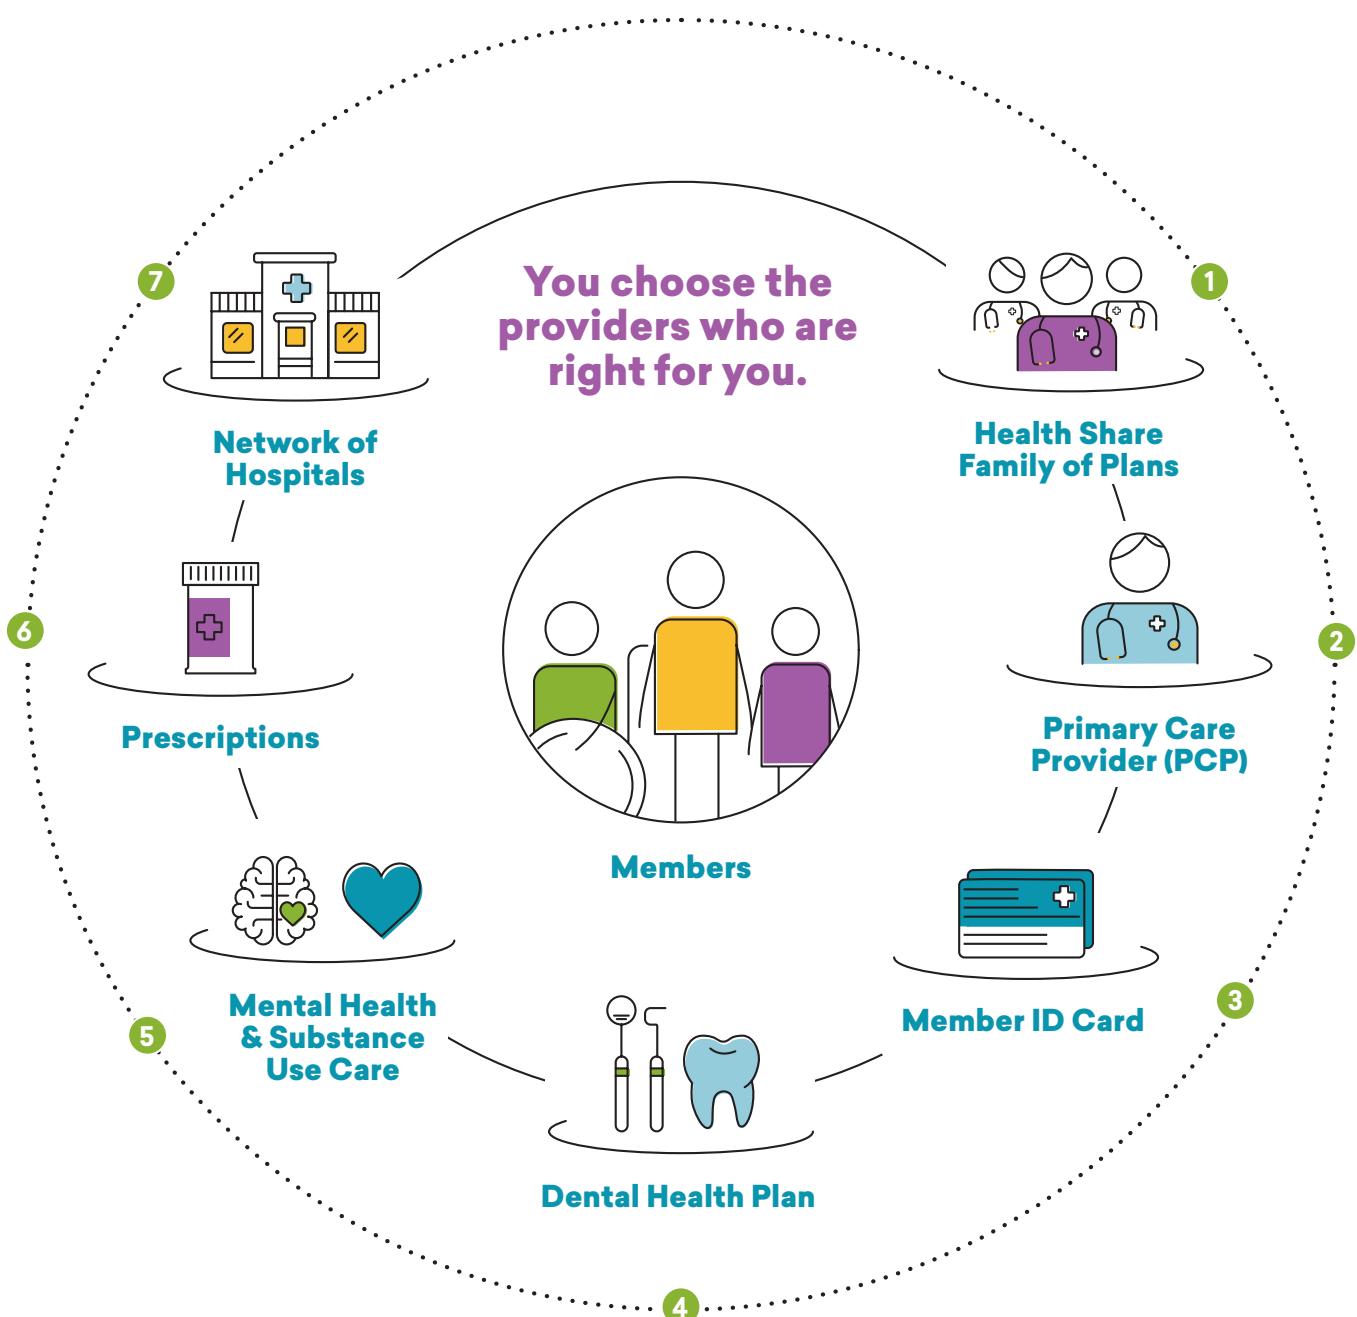 You choose the
providers who are
right for you.
1
Health Share
Family of Plans
2
Primary Care
Provider (PCP)
3
Member ID Card
4
Dental Health Plan
5
Mental Health
& Substance
Use Care
6
Prescriptions
7
Network of
Hospitals
Members